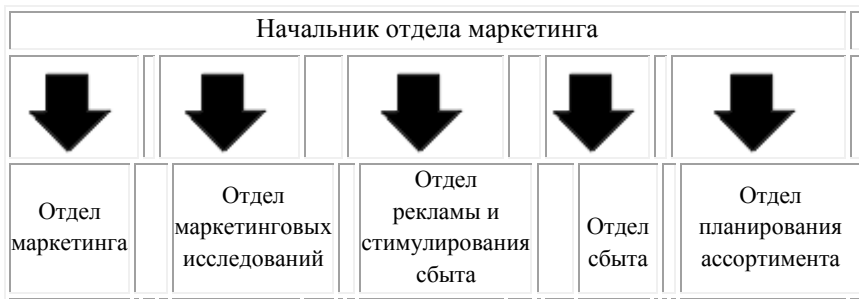 Начальник отдела маркетинга
Отдел
маркетинга
Отдел
маркетинговых
исследований
Отдел
рекламы и
стимулирования
сбыта
Отдел
сбыта
Отдел
планирования
ассортимента